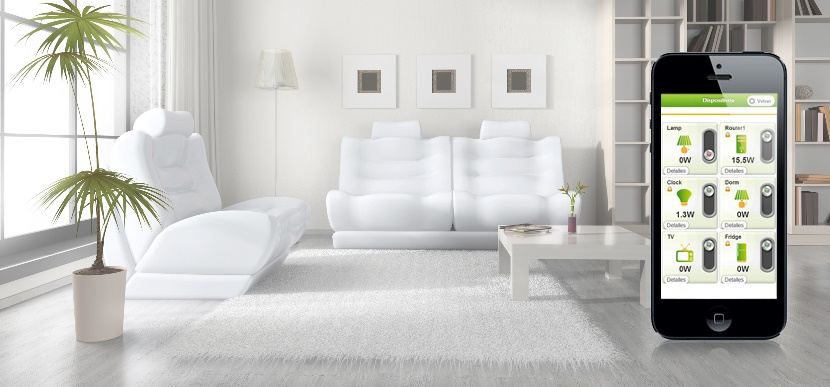 Dispositivos
Volver
Lamp
Router1
0W
15.5W
Detalles
Detalles
Clock
Dorm
1.3W
0W
Detalles
Detalles
TV
Fridge
0W
0W
Detalles
Detalles